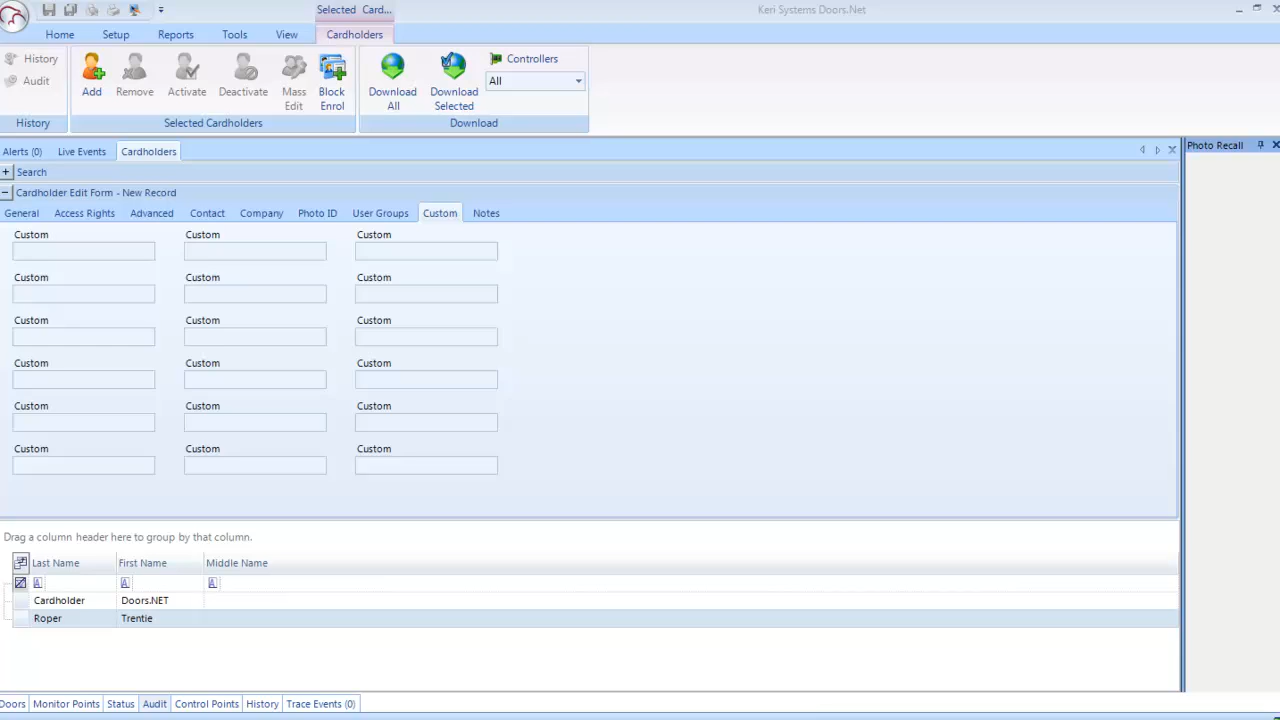 Selected Card...
Keri Systems Doors.Net
Home Setup Reports Tools View Cardholders
History
Audit
Add
Remove
Activate
Deactivate
Mass Edit
Block Enrol
Download All
Download Selected
Controllers
All
History
Selected Cardholders
Download
Alerts (0) Live Events Cardholders
Photo Recall
+ Search
Cardholder Edit Form - New Record
General Access Rights Advanced Contact Company Photo ID User Groups Custom Notes
Custom Custom Custom
Custom Custom Custom
Custom Custom Custom
Custom Custom Custom
Custom Custom Custom
Custom Custom Custom
Drag a column header here to group by that column.
Last Name First Name Middle Name
A A A
Cardholder Doors.NET
Roper Trentie
Doors Monitor Points Status Audit Control Points History Trace Events (0)